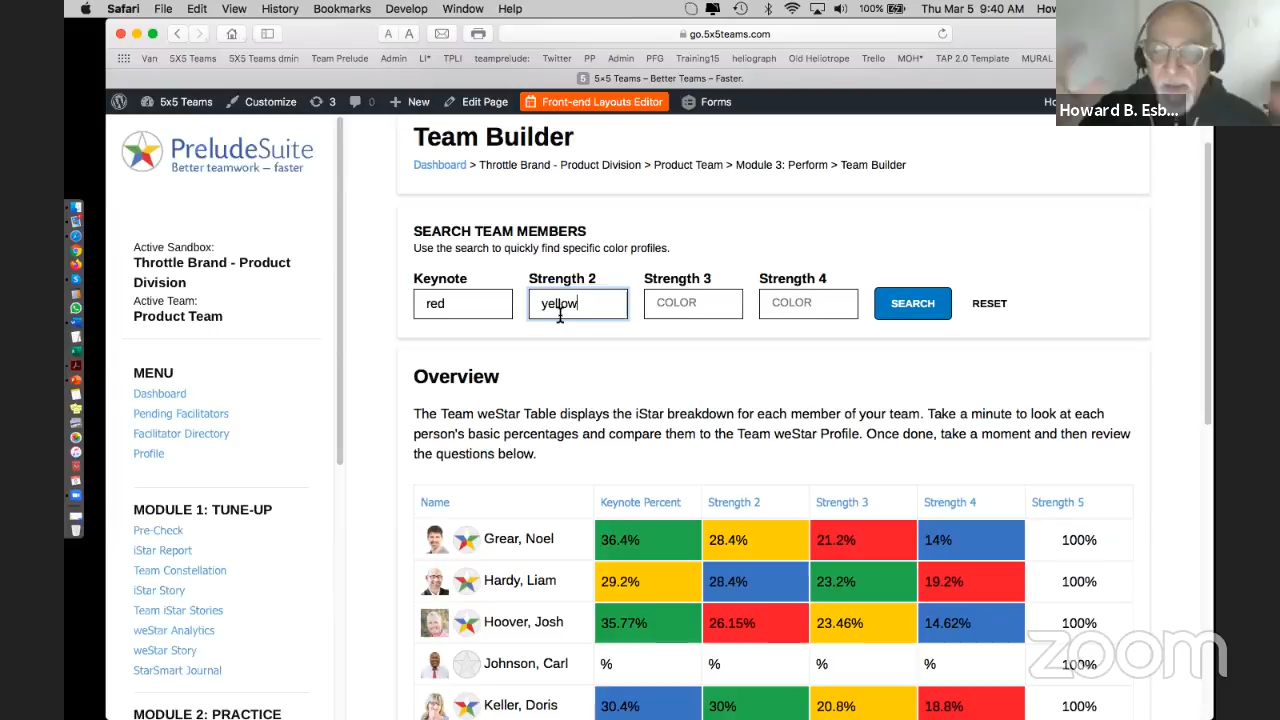 Safari File Edit View History Bookmarks Develop Window Help 100% Thu Mar 5 9:40 AM How
A A go.5x5teams.com
Van 5X5 Teams 5X5 Teams dmin Team Prelude Admin LI* TPLI teamprelude: Twitter PP Admin PFG Training15 heliograph Old Heliotrope Trello MOH* TAP 2.0 Template MURAL
5 5×5 Teams – Better Teams – Faster.
5x5 Teams Customize 3 0 New Edit Page Front-end Layouts Editor Forms Ho
Howard B. Esb...
PreludeSuite
Better teamwork – faster
Active Sandbox:
Throttle Brand - Product
Division
Active Team:
Product Team
MENU
Dashboard
Pending Facilitators
Facilitator Directory
Profile
MODULE 1: TUNE-UP
Pre-Check
iStar Report
Team Constellation
iStar Story
Team iStar Stories
weStar Analytics
weStar Story
StarSmart Journal
MODULE 2: PRACTICE
Team Builder
Dashboard > Throttle Brand - Product Division > Product Team > Module 3: Perform > Team Builder
SEARCH TEAM MEMBERS
Use the search to quickly find specific color profiles.
Keynote Strength 2 Strength 3 Strength 4
red yellow COLOR COLOR SEARCH RESET
Overview
The Team weStar Table displays the iStar breakdown for each member of your team. Take a minute to look at each
person's basic percentages and compare them to the Team weStar Profile. Once done, take a moment and then review
the questions below.
Name Keynote Percent Strength 2 Strength 3 Strength 4 Strength 5
Grear, Noel 36.4% 28.4% 21.2% 14% 100%
Hardy, Liam 29.2% 28.4% 23.2% 19.2% 100%
Hoover, Josh 35.77% 26.15% 23.46% 14.62% 100%
Johnson, Carl % % % % 100%
Keller, Doris 30.4% 30% 20.8% 18.8% 100%
zoom